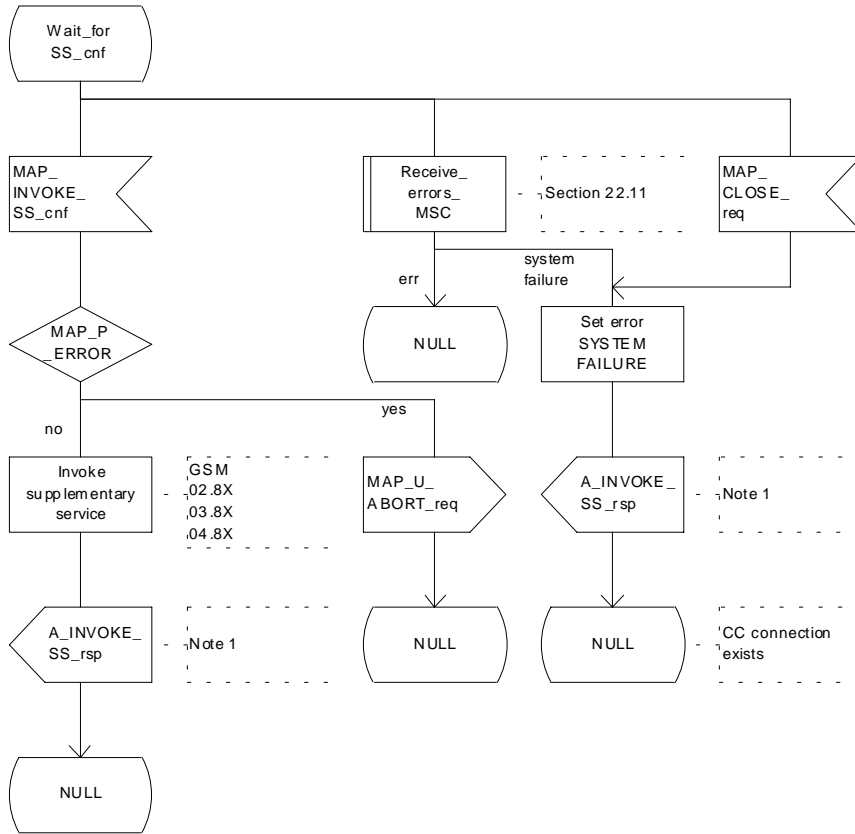 Wait_for
SS_cnf
MAP_
INVOKE_
SS_cnf
Receive_
errors_
MSC
Section 22.11
MAP_
CLOSE_
req
system
failure
err
MAP_P
_ERROR
NULL
Set error
SYSTEM
FAILURE
yes
no
Invoke
supplementary
service
GSM
02.8X
03.8X
04.8X
MAP_U_
ABORT_req
A_INVOKE_
SS_rsp
Note 1
A_INVOKE_
SS_rsp
Note 1
NULL
NULL
CC connection
exists
NULL